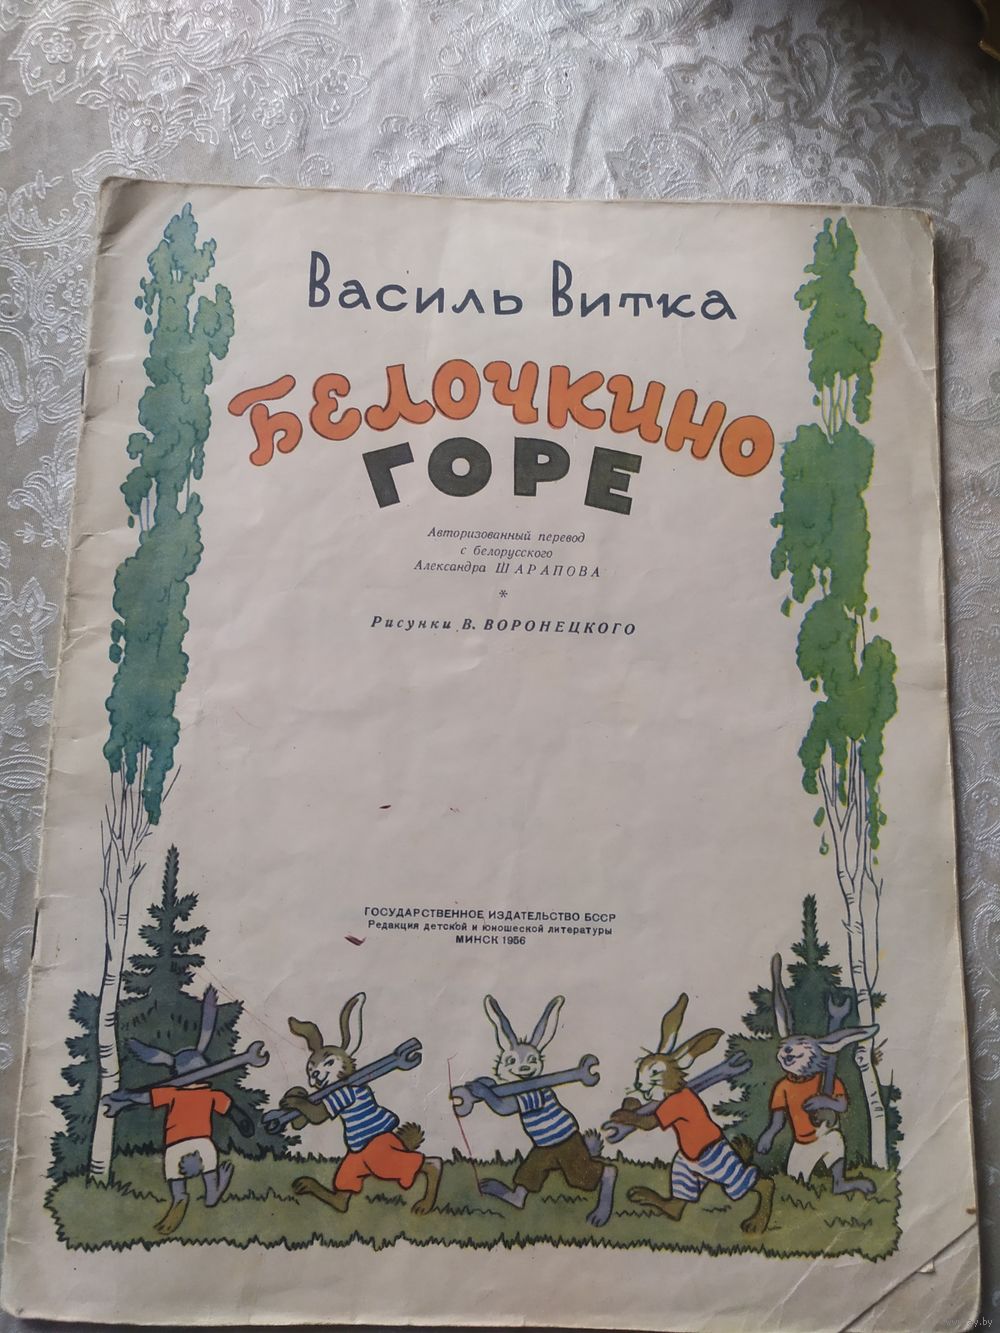 Василь Витка
Белочкино
ГОРЕ
Авторизованный перевод
с белорусского
Александра ШАРАПОВА
*
Рисунки В. ВОРОНЕЦКОГО
ГОСУДАРСТВЕННОЕ ИЗДАТЕЛЬСТВО БССР
Редакция детской и юношеской литературы
МИНСК 1956